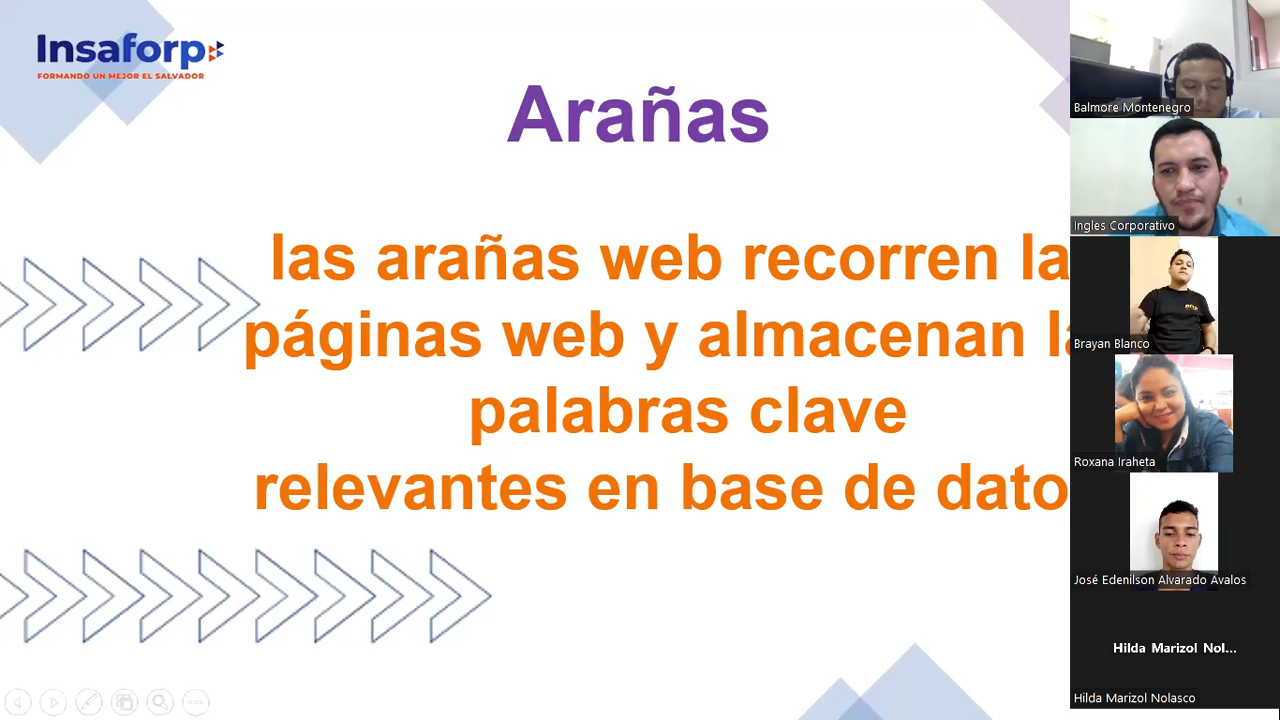 Insaforp
FORMANDO UN MEJOR EL SALVADOR
Arañas
las arañas web recorren la
páginas web y almacenan la
palabras clave
relevantes en base de dato
Balmore Montenegro
Ingles Corporativo
Brayan Blanco
Roxana Iraheta
José Edenilson Alvarado Avalos
Hilda Marizol Nol...
Hilda Marizol Nolasco